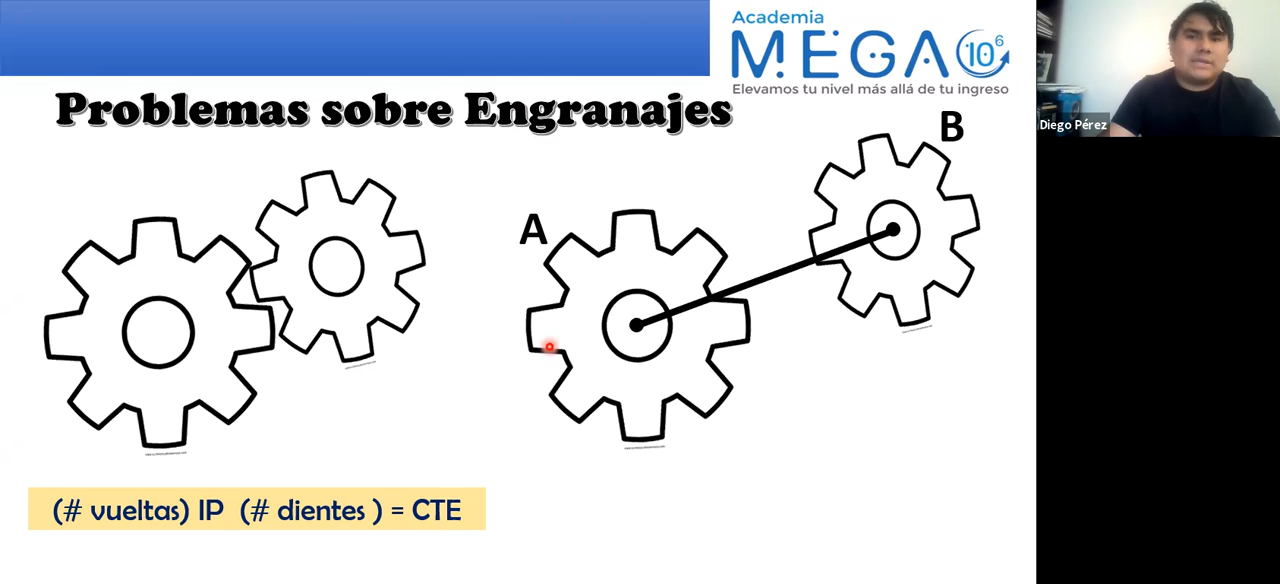 Academia
MEGA 10⁶
Elevamos tu nivel más allá de tu ingreso
Problemas sobre Engranajes
Diego Pérez
A
B
(# vueltas) IP (# dientes ) = CTE